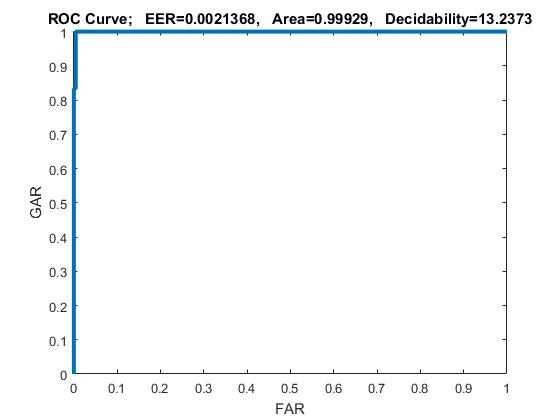 ROC Curve;   EER=0.0021368,   Area=0.99929,   Decidability=13.2373
1
0.9
0.8
0.7
0.6
0.5
0.4
0.3
0.2
0.1
0
GAR
0 0.1 0.2 0.3 0.4 0.5 0.6 0.7 0.8 0.9 1
FAR